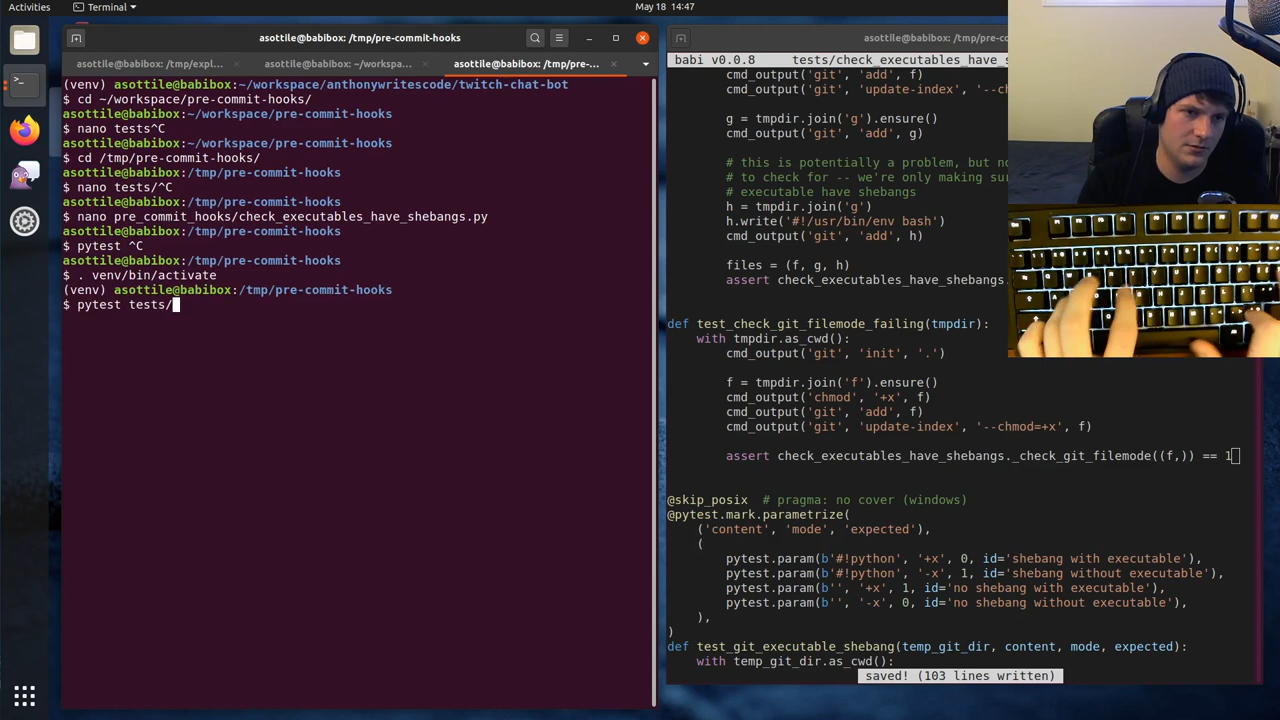 Activities
Terminal
May 18 14:47
asottile@babibox: /tmp/pre-commit-hooks
asottile@babibox: /tmp/expl...
asottile@babibox: ~/workspa...
asottile@babibox: /tmp/pre-...
(venv) asottile@babibox:~/workspace/anthonywritescode/twitch-chat-bot
$ cd ~/workspace/pre-commit-hooks/
asottile@babibox:~/workspace/pre-commit-hooks
$ nano tests^C
asottile@babibox:~/workspace/pre-commit-hooks
$ cd /tmp/pre-commit-hooks/
asottile@babibox:/tmp/pre-commit-hooks
$ nano tests/^C
asottile@babibox:/tmp/pre-commit-hooks
$ nano pre_commit_hooks/check_executables_have_shebangs.py
asottile@babibox:/tmp/pre-commit-hooks
$ pytest ^C
asottile@babibox:/tmp/pre-commit-hooks
$ . venv/bin/activate
(venv) asottile@babibox:/tmp/pre-commit-hooks
$ pytest tests/
asottile@babibox: /tmp/pre-co
babi v0.0.8 tests/check_executables_have_s
cmd_output('git', 'add', f)
cmd_output('git', 'update-index', '--chm
g = tmpdir.join('g').ensure()
cmd_output('git', 'add', g)
# this is potentially a problem, but no
# to check for -- we're only making sur
# executable have shebangs
h = tmpdir.join('g')
h.write('#!/usr/bin/env bash')
cmd_output('git', 'add', h)
files = (f, g, h)
assert check_executables_have_shebangs.
def test_check_git_filemode_failing(tmpdir):
with tmpdir.as_cwd():
cmd_output('git', 'init', '.')
f = tmpdir.join('f').ensure()
cmd_output('chmod', '+x', f)
cmd_output('git', 'add', f)
cmd_output('git', 'update-index', '--chmod=+x', f)
assert check_executables_have_shebangs._check_git_filemode((f,)) == 1
@skip_posix # pragma: no cover (windows)
@pytest.mark.parametrize(
('content', 'mode', 'expected'),
(
pytest.param(b'#!python', '+x', 0, id='shebang with executable'),
pytest.param(b'#!python', '-x', 1, id='shebang without executable'),
pytest.param(b'', '+x', 1, id='no shebang with executable'),
pytest.param(b'', '-x', 0, id='no shebang without executable'),
),
)
def test_git_executable_shebang(temp_git_dir, content, mode, expected):
with temp_git_dir.as_cwd():
saved! (103 lines written)